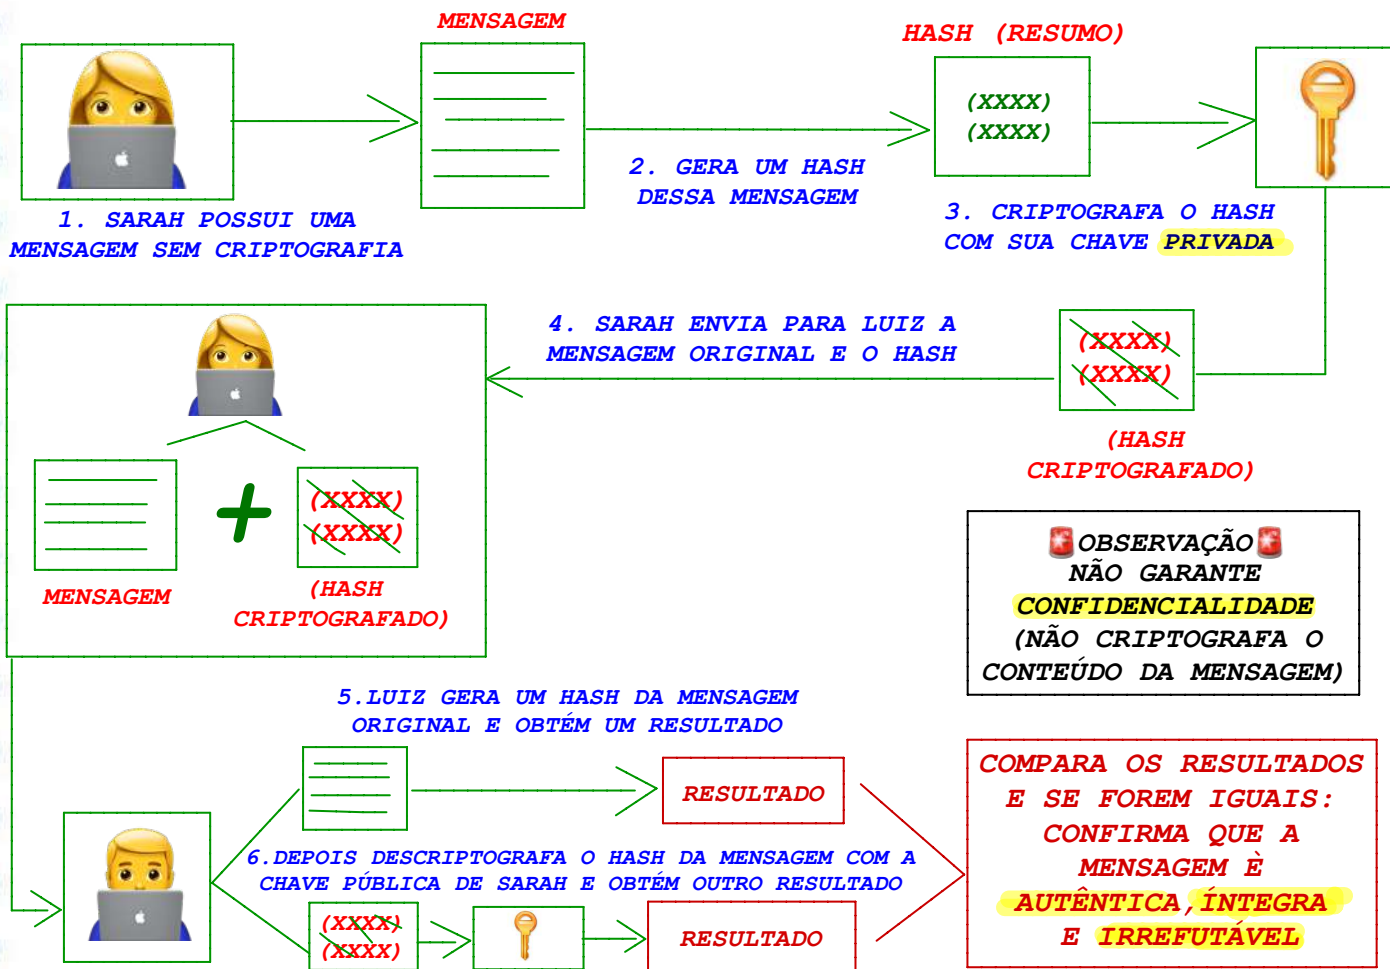 MENSAGEM
HASH (RESUMO)
(XXXX)
(XXXX)
1. SARAH POSSUI UMA
MENSAGEM SEM CRIPTOGRAFIA
2. GERA UM HASH
DESSA MENSAGEM
3. CRIPTOGRAFA O HASH
COM SUA CHAVE PRIVADA
4. SARAH ENVIA PARA LUIZ A
MENSAGEM ORIGINAL E O HASH
(XXXX)
(XXXX)
(HASH
CRIPTOGRAFADO)
(XXXX)
(XXXX)
MENSAGEM
(HASH
CRIPTOGRAFADO)
OBSERVAÇÃO
NÃO GARANTE
CONFIDENCIALIDADE
(NÃO CRIPTOGRAFA O
CONTEÚDO DA MENSAGEM)
5.LUIZ GERA UM HASH DA MENSAGEM
ORIGINAL E OBTÉM UM RESULTADO
RESULTADO
6.DEPOIS DESCRIPTOGRAFA O HASH DA MENSAGEM COM A
CHAVE PÚBLICA DE SARAH E OBTÉM OUTRO RESULTADO
(XXXX)
(XXXX)
RESULTADO
COMPARA OS RESULTADOS
E SE FOREM IGUAIS:
CONFIRMA QUE A
MENSAGEM È
AUTÊNTICA,ÍNTEGRA
E IRREFUTÁVEL